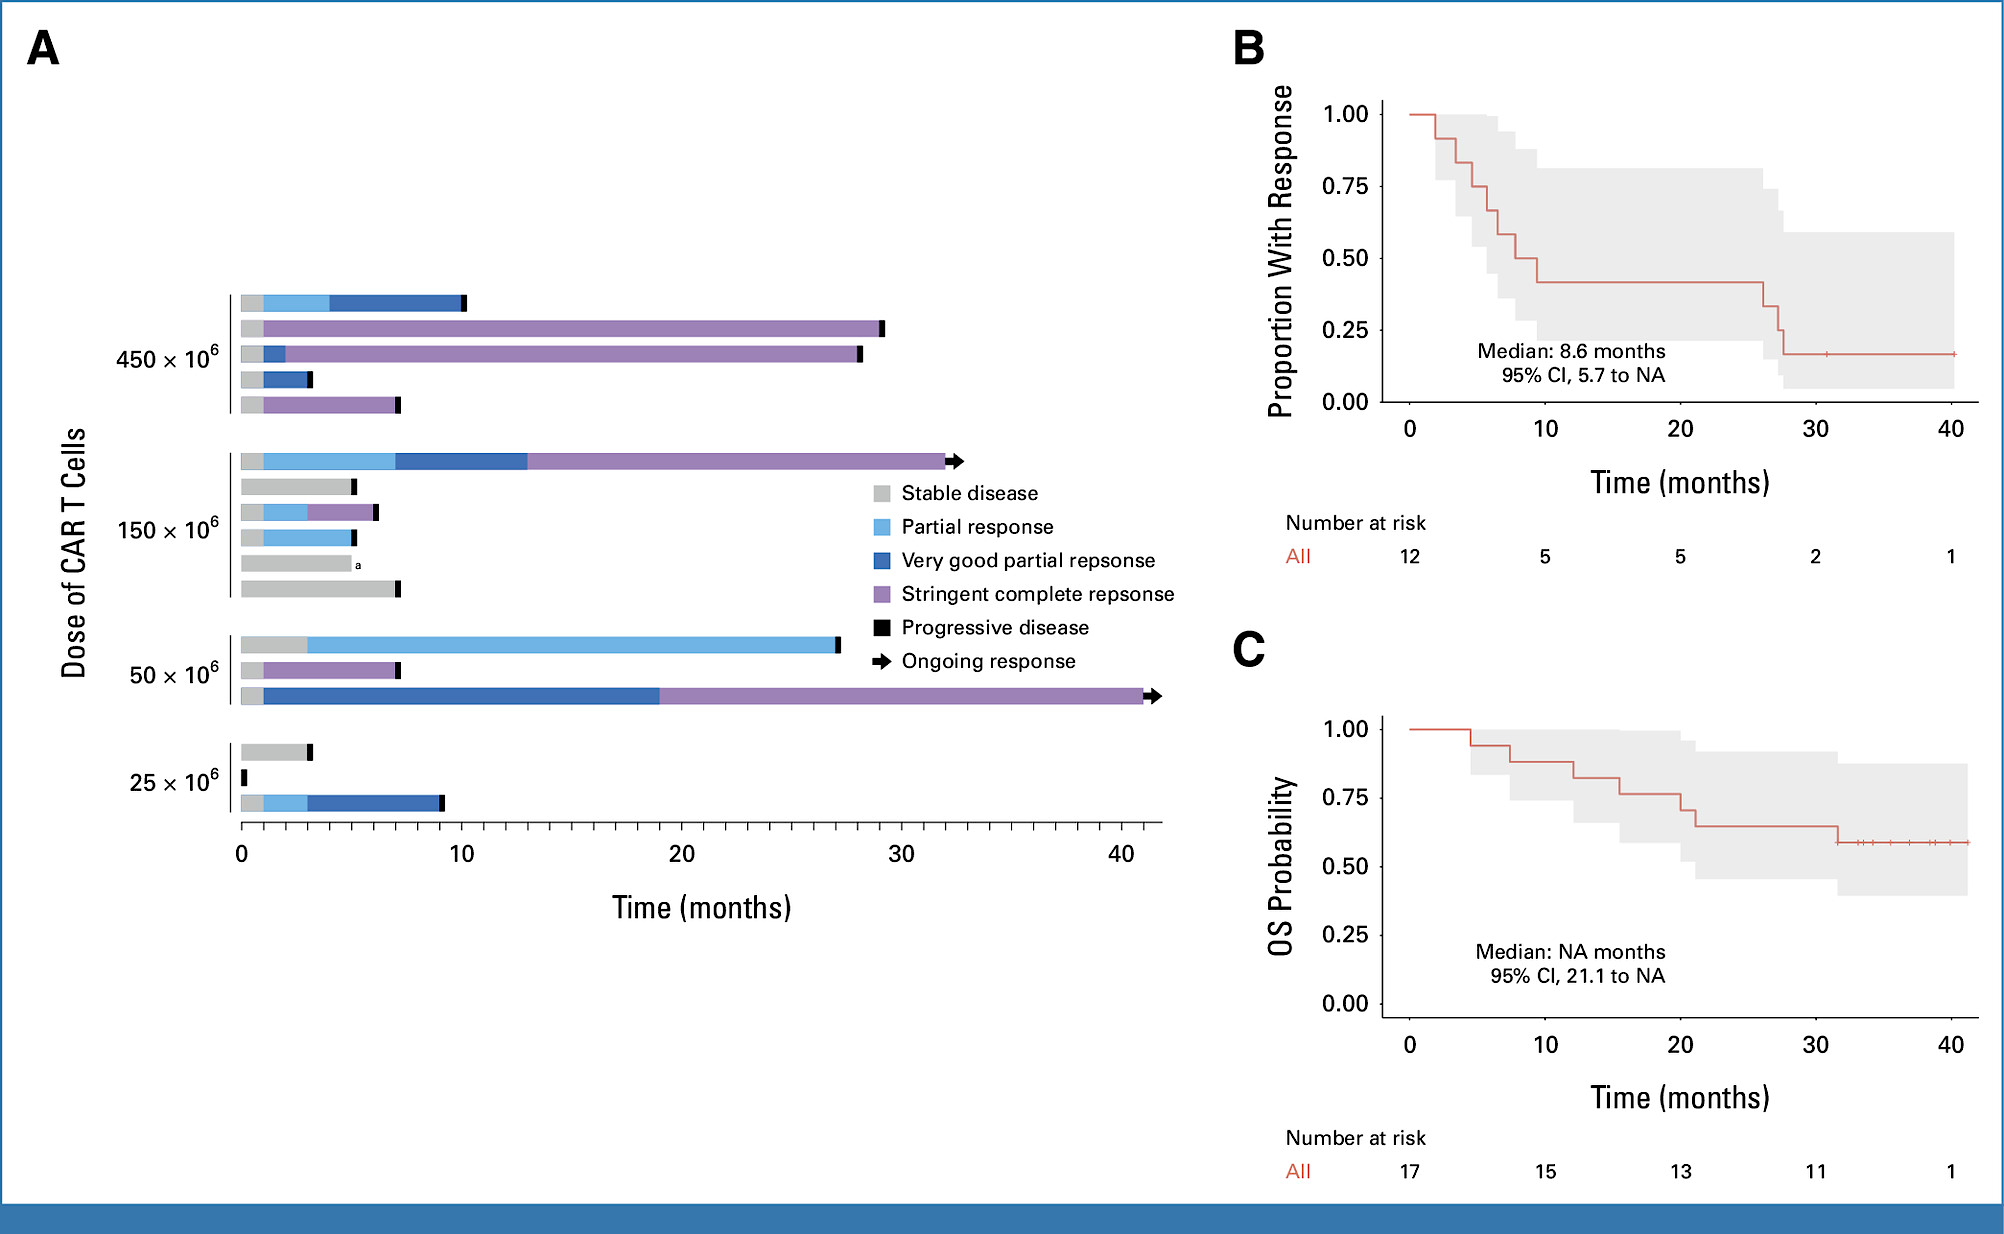 A
Dose of CAR T Cells
450 × 10⁶
150 × 10⁶
a
50 × 10⁶
25 × 10⁶
0 10 20 30 40
Time (months)
Stable disease
Partial response
Very good partial repsonse
Stringent complete repsonse
Progressive disease
Ongoing response
B
Proportion With Response
1.00
0.75
0.50
0.25
0.00
Median: 8.6 months
95% CI, 5.7 to NA
0 10 20 30 40
Time (months)
Number at risk
All 12 5 5 2 1
C
OS Probability
1.00
0.75
0.50
0.25
0.00
Median: NA months
95% CI, 21.1 to NA
0 10 20 30 40
Time (months)
Number at risk
All 17 15 13 11 1